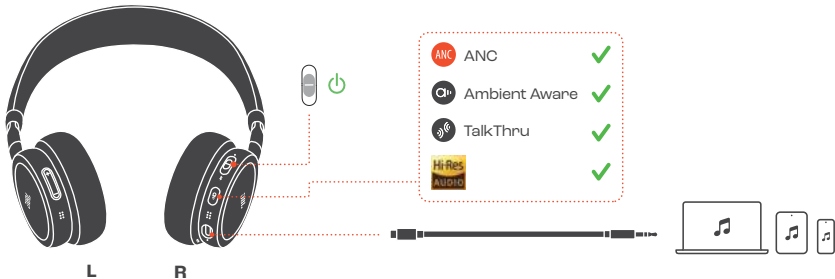 ANC ANC
Ambient Aware
TalkThru
Hi-Res
AUDIO
L R